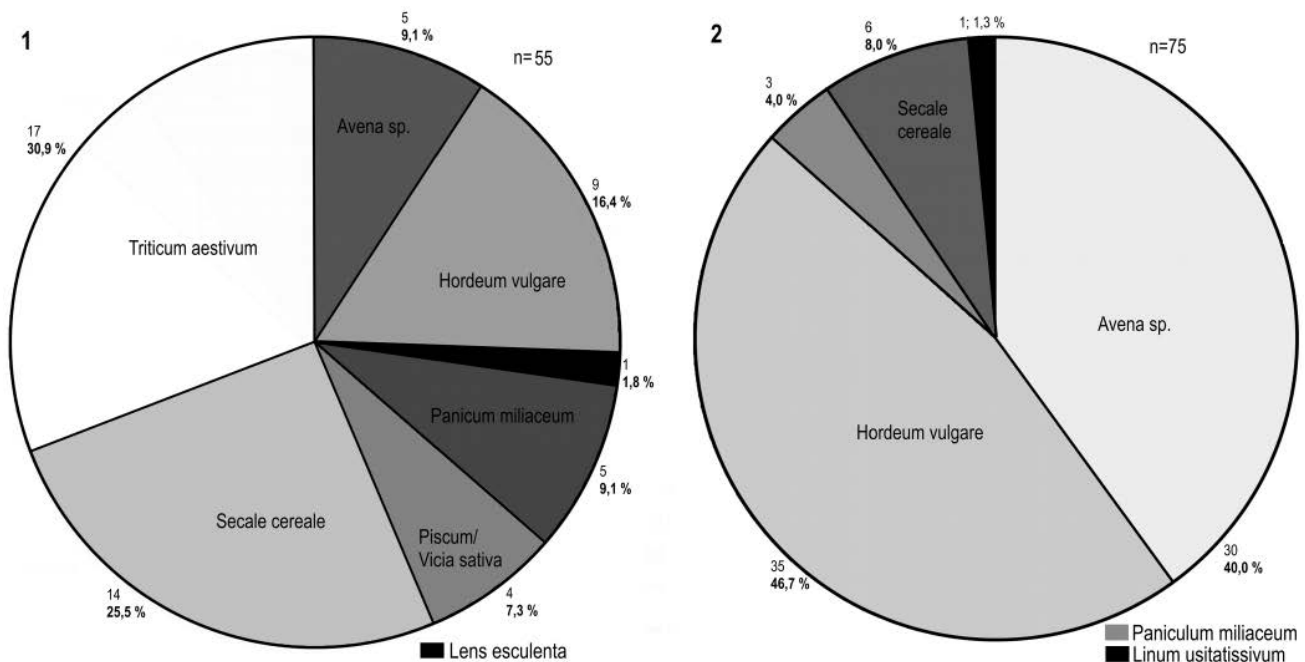 1
n= 55
5
9,1 %
Avena sp.
9
16,4 %
Hordeum vulgare
1
1,8 %
Panicum miliaceum
5
9,1 %
Piscum/
Vicia sativa
4
7,3 %
Secale cereale
14
25,5 %
Triticum aestivum
17
30,9 %
Lens esculenta
2
n=75
1; 1,3 %
6
8,0 %
Secale
cereale
3
4,0 %
Avena sp.
30
40,0 %
Hordeum vulgare
35
46,7 %
Paniculum miliaceum
Linum usitatissivum